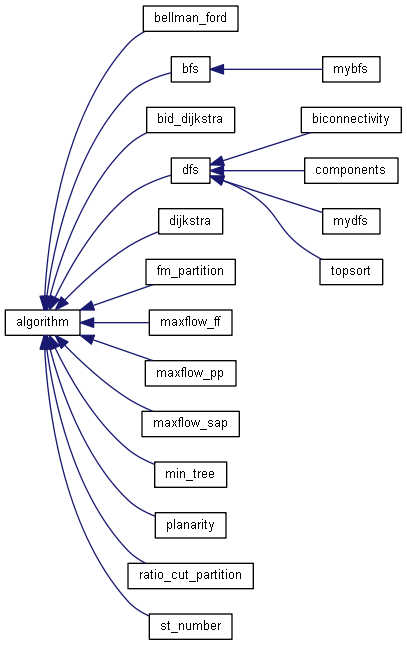 bellman_ford
bfs
mybfs
bid_dijkstra
biconnectivity
dfs
components
dijkstra
mydfs
fm_partition
topsort
algorithm
maxflow_ff
maxflow_pp
maxflow_sap
min_tree
planarity
ratio_cut_partition
st_number